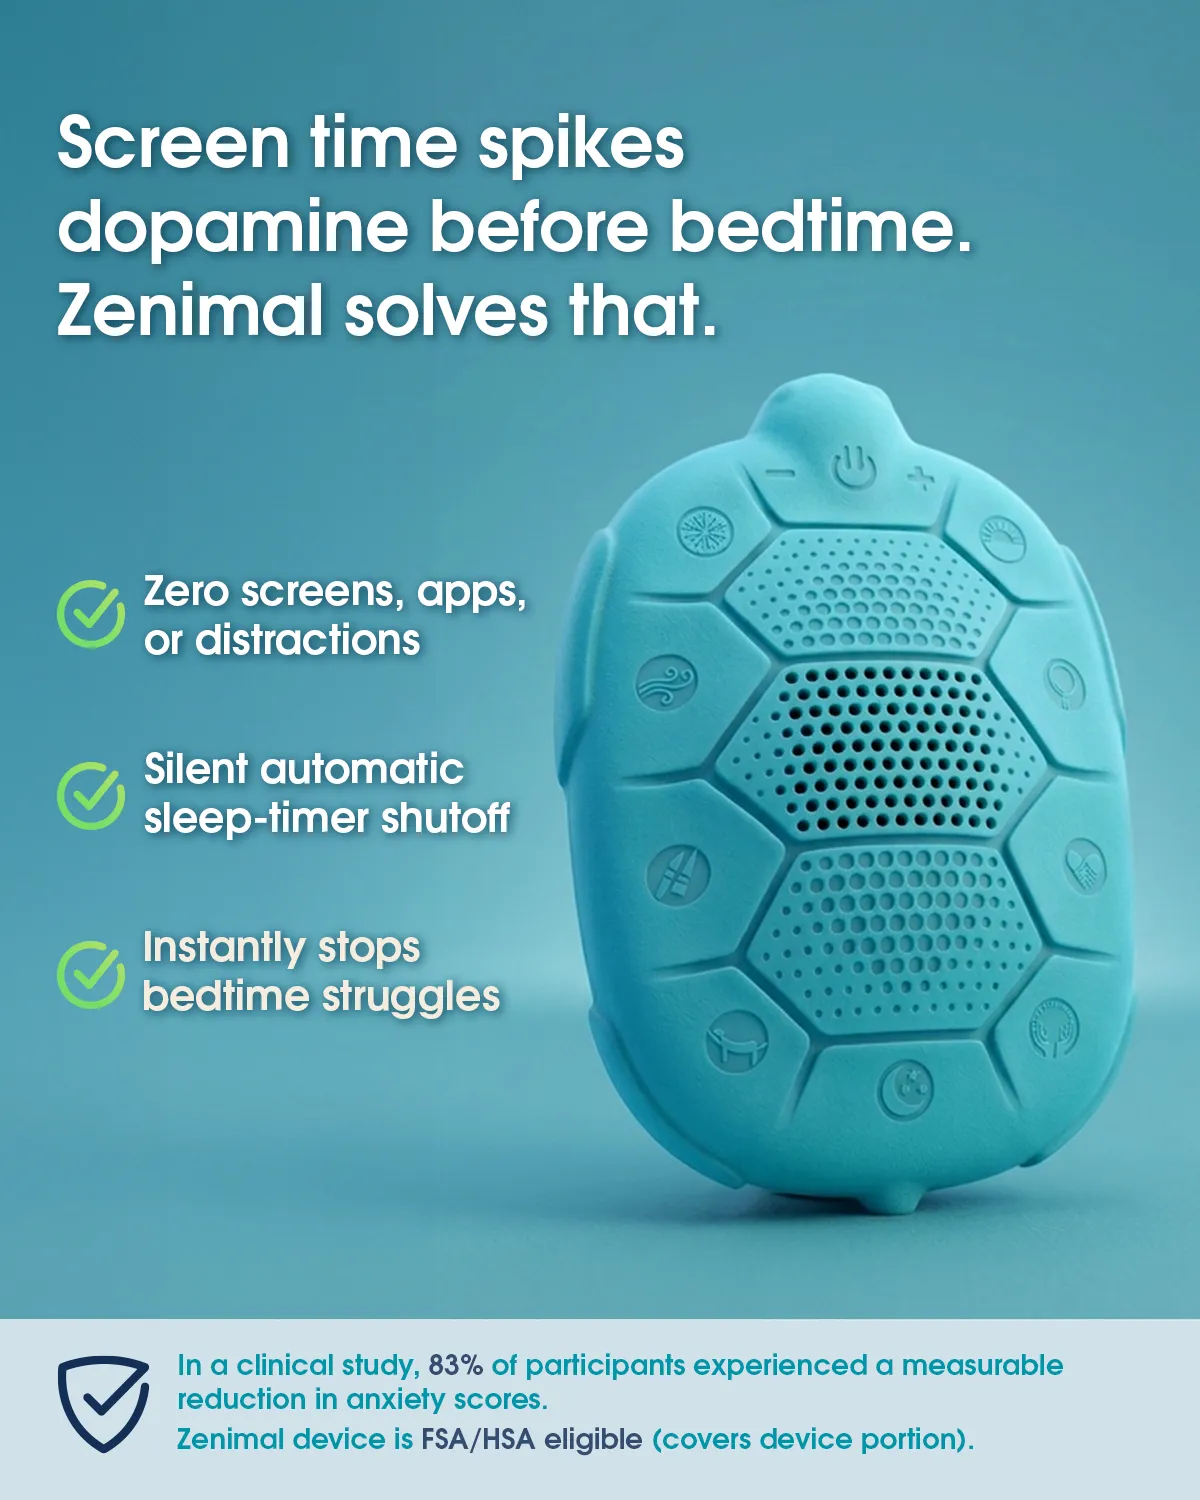 Screen time spikes
dopamine before bedtime.
Zenimal solves that.
Zero screens, apps,
or distractions
Silent automatic
sleep-timer shutoff
Instantly stops
bedtime struggles
In a clinical study, 83% of participants experienced a measurable
reduction in anxiety scores.
Zenimal device is FSA/HSA eligible (covers device portion).